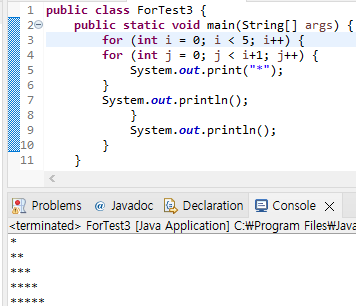 1 public class ForTest3 {
2 public static void main(String[] args) {
3 for (int i = 0; i < 5; i++) {
4 for (int j = 0; j < i+1; j++) {
5 System.out.print("*");
6 }
7 System.out.println();
8 }
9 System.out.println();
10 }
11 }
Problems @ Javadoc Declaration Console
<terminated> ForTest3 [Java Application] C:₩Program Files₩Java
*
**
***
****
*****